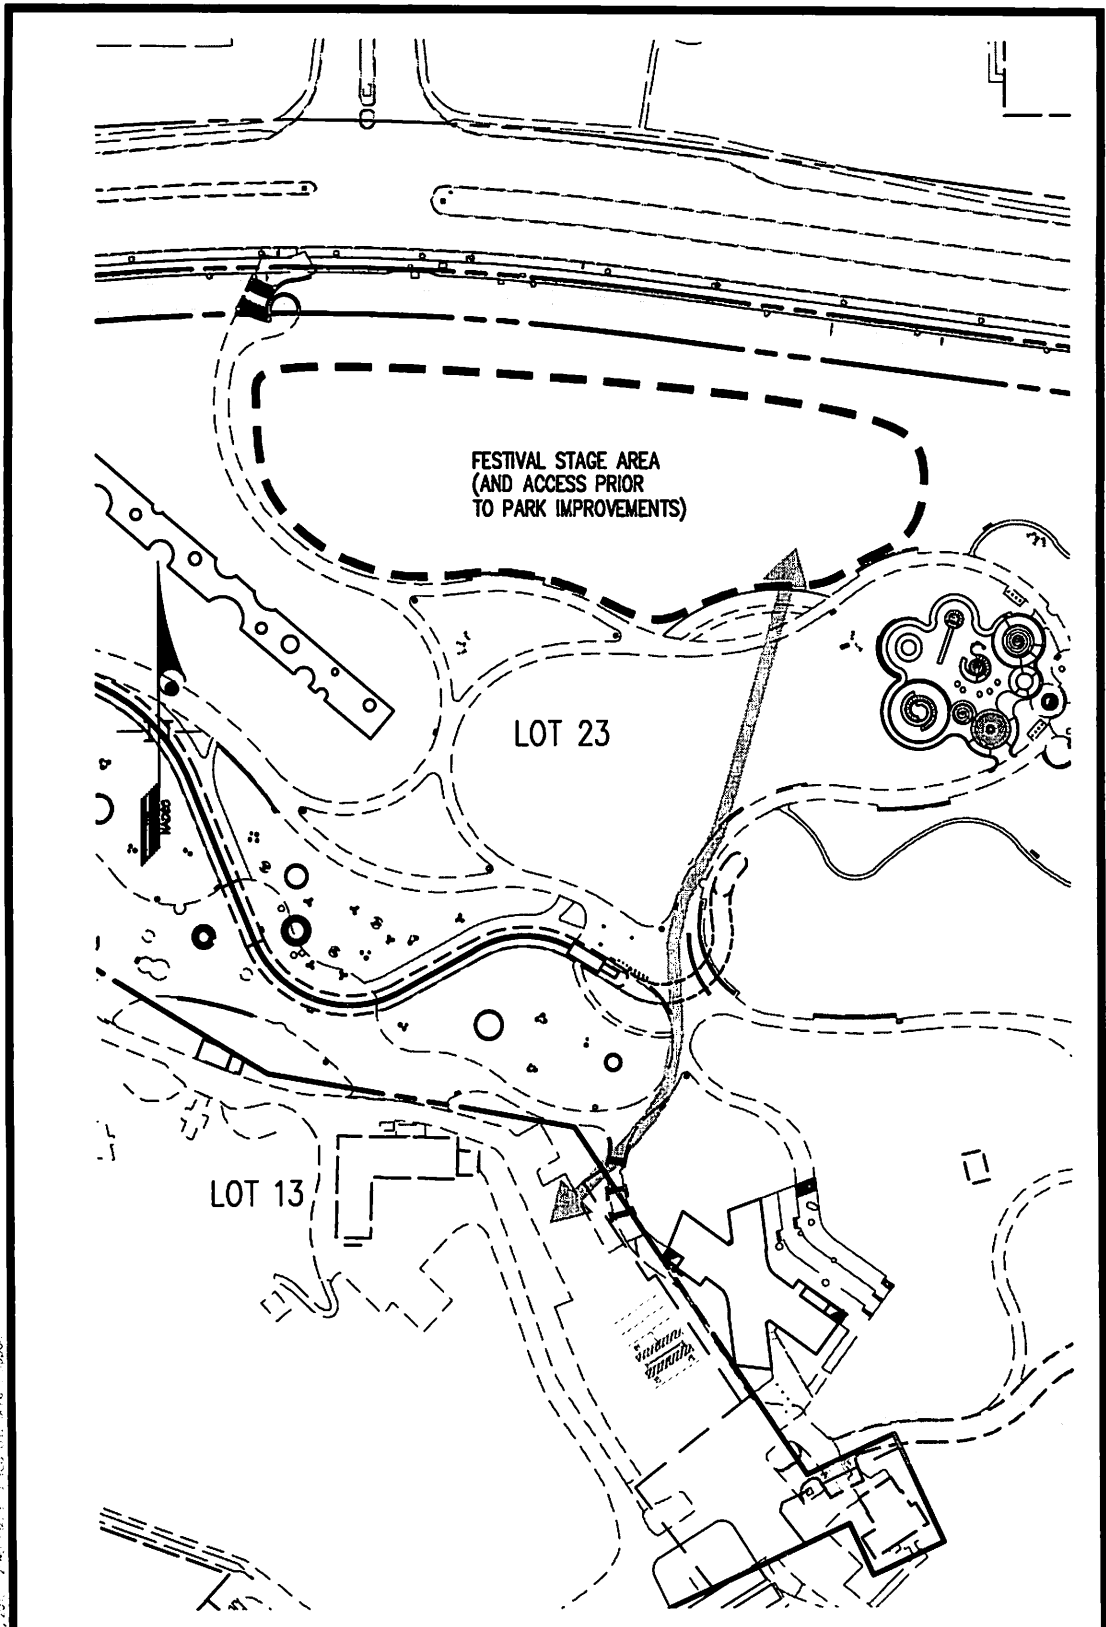 FESTIVAL STAGE AREA
(AND ACCESS PRIOR
TO PARK IMPROVEMENTS)
LOT 23
LOT 13